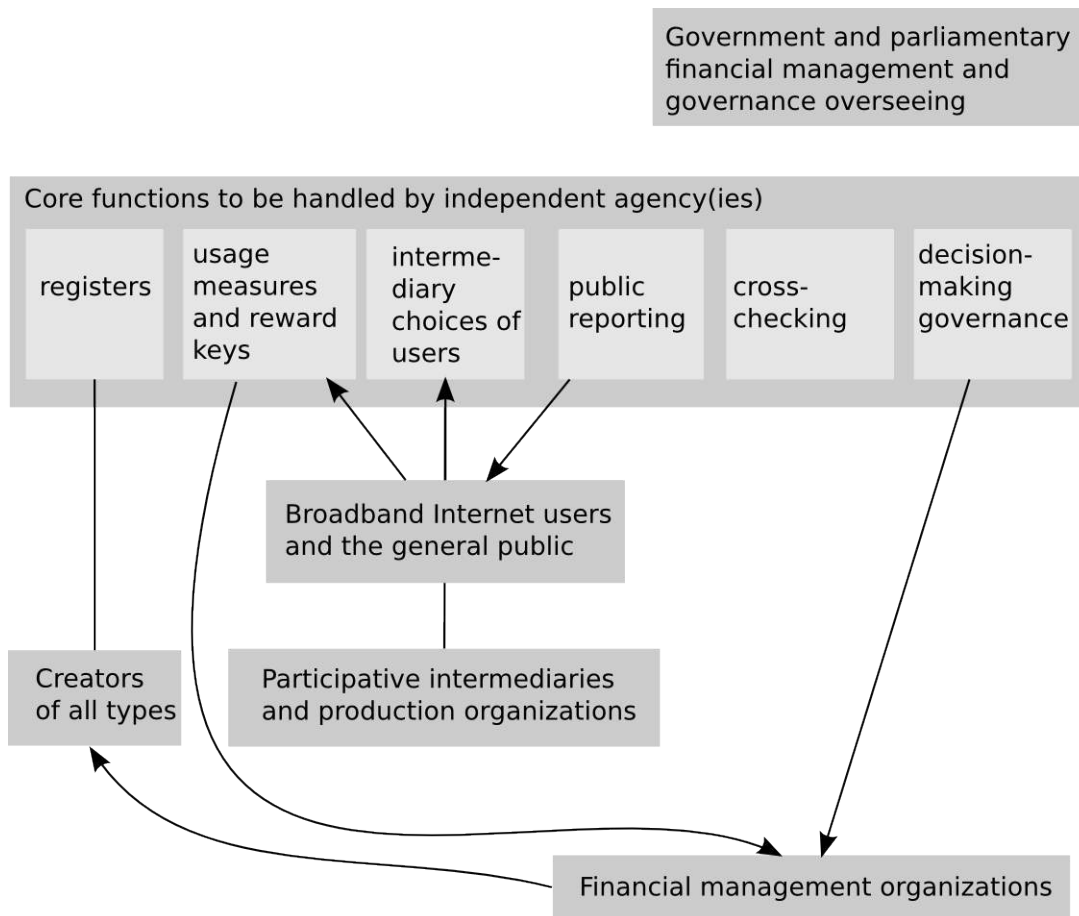 Government and parliamentary
financial management and
governance overseeing
Core functions to be handled by independent agency(ies)
registers
usage
measures
and reward
keys
interme-
diary
choices of
users
public
reporting
cross-
checking
decision-
making
governance
Broadband Internet users
and the general public
Creators
of all types
Participative intermediaries
and production organizations
Financial management organizations